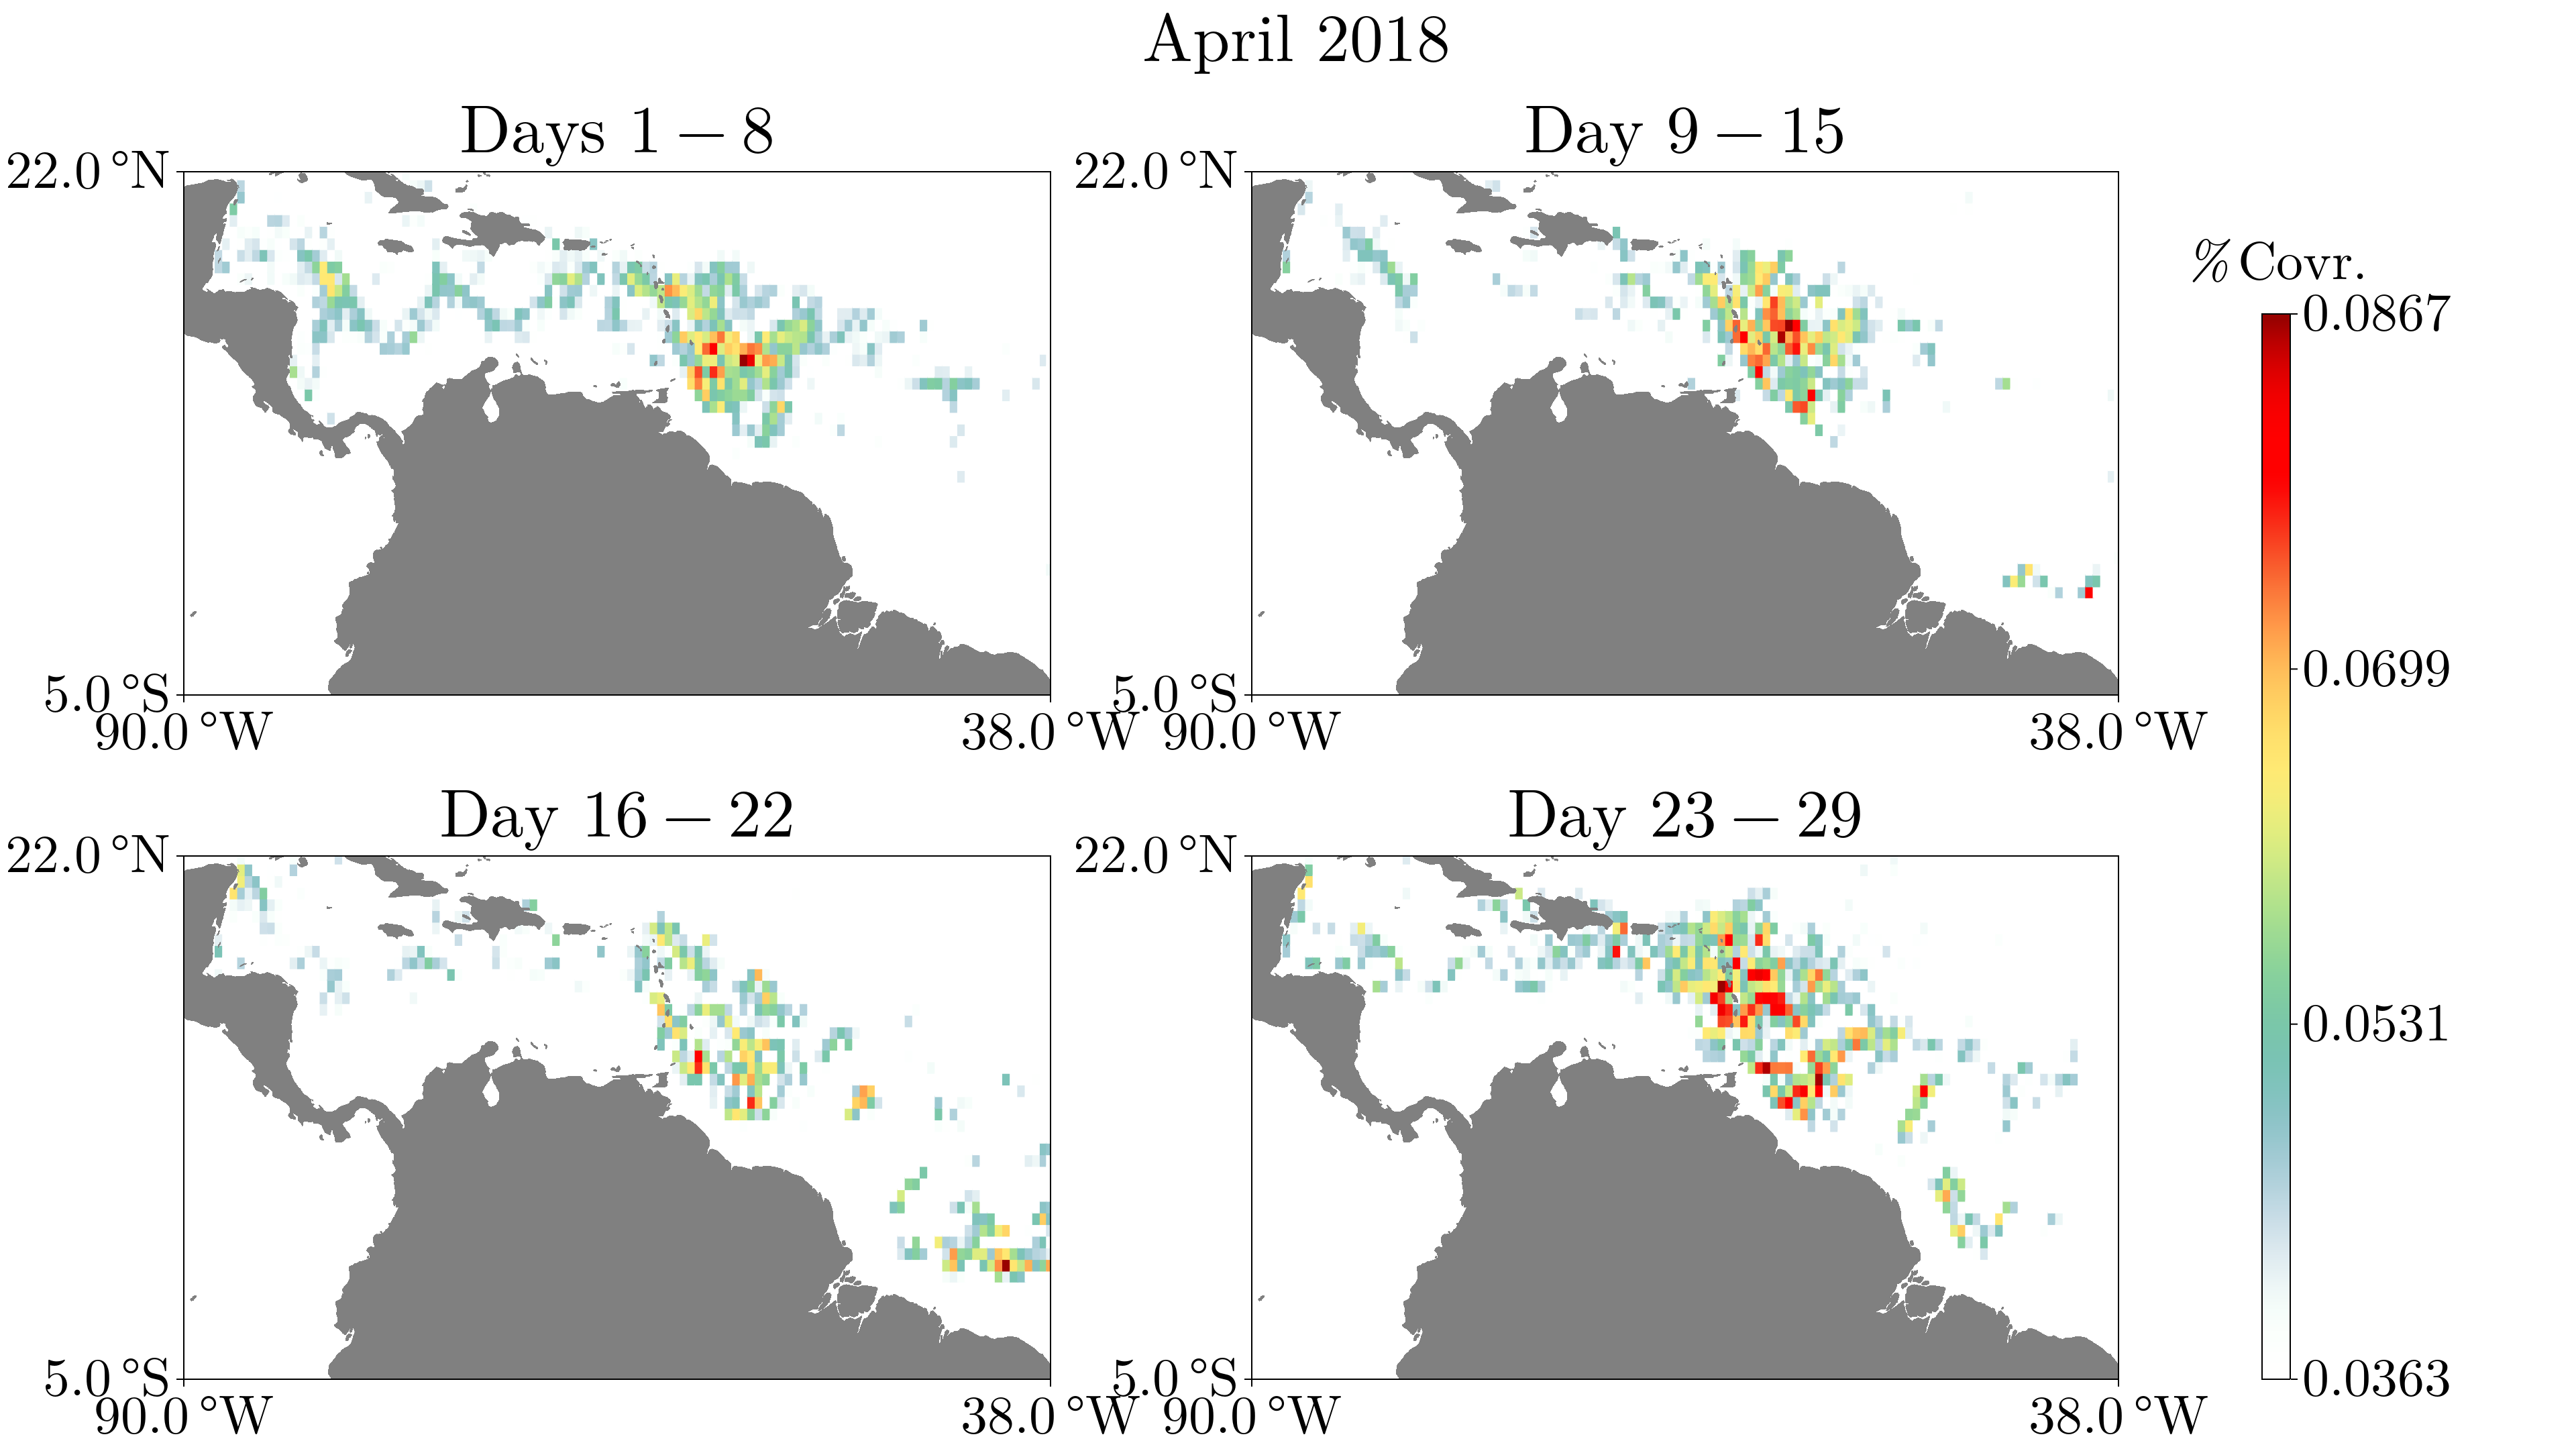 April 2018
Days 1 – 8
Day 9 – 15
22.0 °N
22.0 °N
% Covr.
0.0867
0.0699
0.0531
0.0363
5.0 °S
5.0 °S
90.0 °W
38.0 °W
90.0 °W
38.0 °W
Day 16 – 22
Day 23 – 29
22.0 °N
22.0 °N
5.0 °S
5.0 °S
90.0 °W
38.0 °W
90.0 °W
38.0 °W